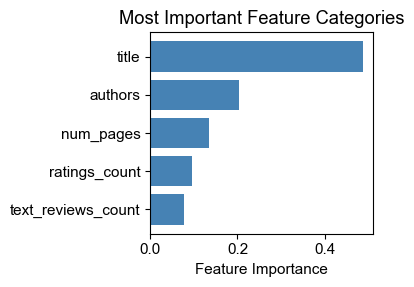 Most Important Feature Categories
title
authors
num_pages
ratings_count
text_reviews_count
0.0 0.2 0.4
Feature Importance